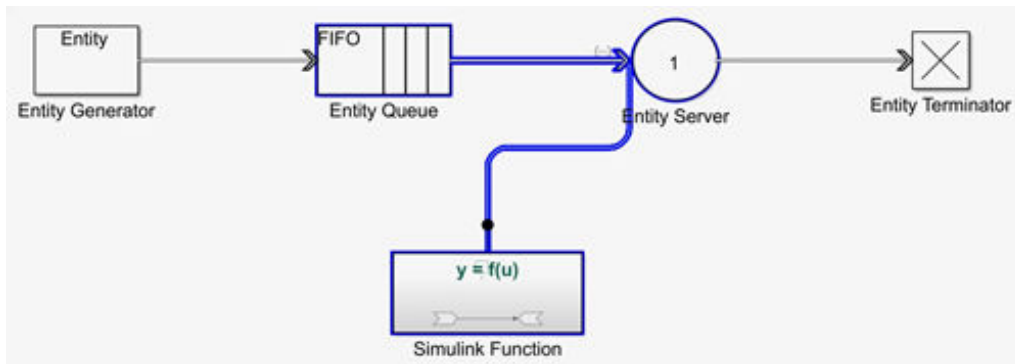 Entity
FIFO
1
Entity Generator
Entity Queue
Entity Server
Entity Terminator
y = f(u)
Simulink Function